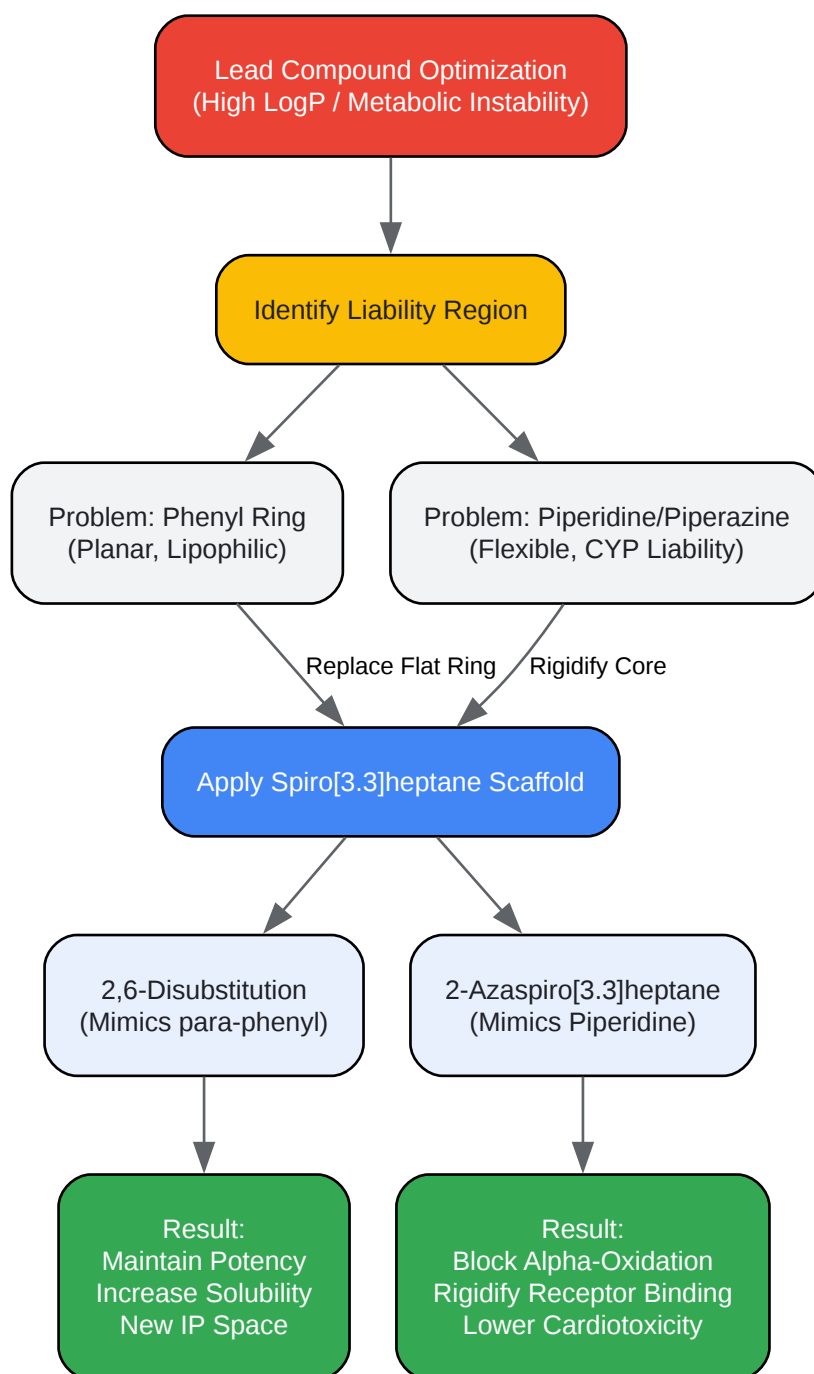 Lead Compound Optimization
(High LogP / Metabolic Instability)
Identify Liability Region
Problem: Phenyl Ring
(Planar, Lipophilic)
Problem: Piperidine/Piperazine
(Flexible, CYP Liability)
Replace Flat Ring
Rigidify Core
Apply Spiro[3.3]heptane Scaffold
2,6-Disubstitution
(Mimics para-phenyl)
2-Azaspiro[3.3]heptane
(Mimics Piperidine)
Result:
Maintain Potency
Increase Solubility
New IP Space
Result:
Block Alpha-Oxidation
Rigidify Receptor Binding
Lower Cardiotoxicity